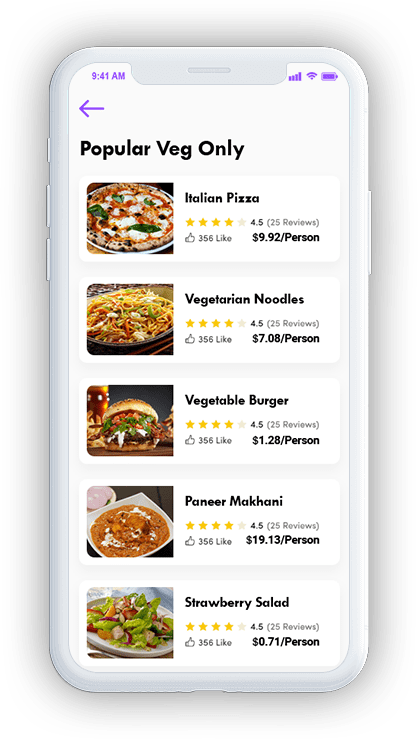 9:41 AM
Popular Veg Only
Italian Pizza
4.5 (25 Reviews)
356 Like $9.92/Person
Vegetarian Noodles
4.5 (25 Reviews)
356 Like $7.08/Person
Vegetable Burger
4.5 (25 Reviews)
356 Like $1.28/Person
Paneer Makhani
4.5 (25 Reviews)
356 Like $19.13/Person
Strawberry Salad
4.5 (25 Reviews)
356 Like $0.71/Person